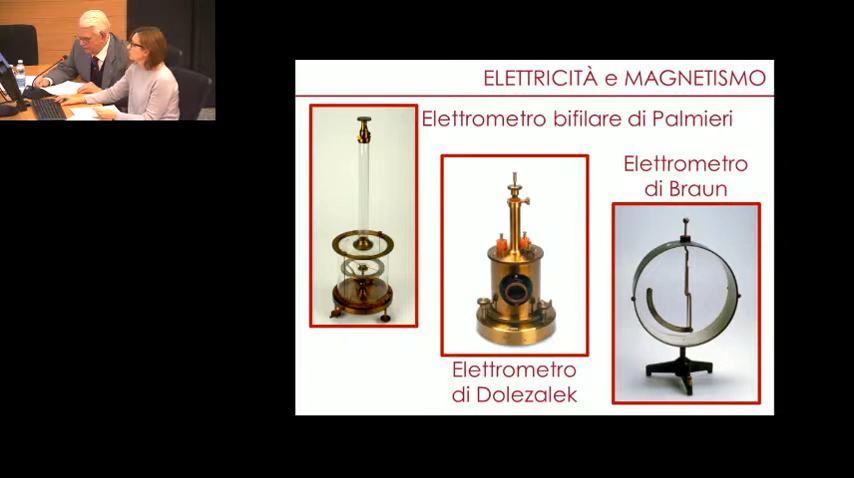 ELETTRICITÀ e MAGNETISMO
Elettrometro bifilare di Palmieri
Elettrometro
di Braun
Elettrometro
di Dolezalek